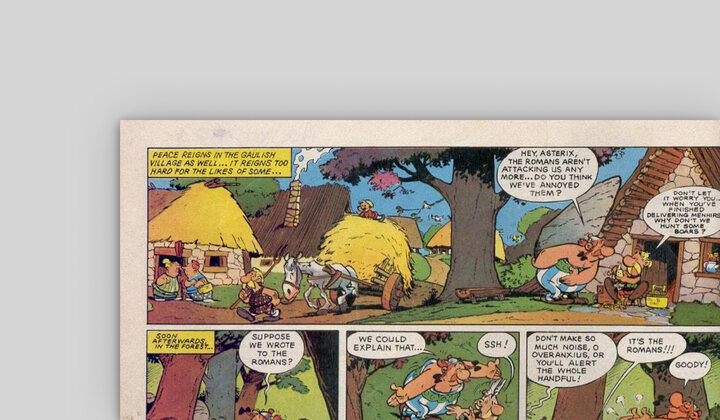 PEACE REIGNS IN THE GAULISH
VILLAGE AS WELL... IT REIGNS TOO
HARD FOR THE LIKES OF SOME...
HEY, ASTERIX,
THE ROMANS AREN'T
ATTACKING US ANY
MORE... DO YOU THINK
WE'VE ANNOYED
THEM?
DON'T LET
IT WORRY YOU...
WHEN YOU'VE
FINISHED
DELIVERING MENHIRS
WHY DON'T WE
HUNT SOME
BOARS?
SOON
AFTERWARDS,
IN THE FOREST...
SUPPOSE
WE WROTE
TO THE
ROMANS?
WE COULD
EXPLAIN THAT...
SSH!
DON'T MAKE SO
MUCH NOISE, O
OVERANXIUS, OR
YOU'LL ALERT
THE WHOLE
HANDFUL!
IT'S THE
ROMANS!!!
GOODY!